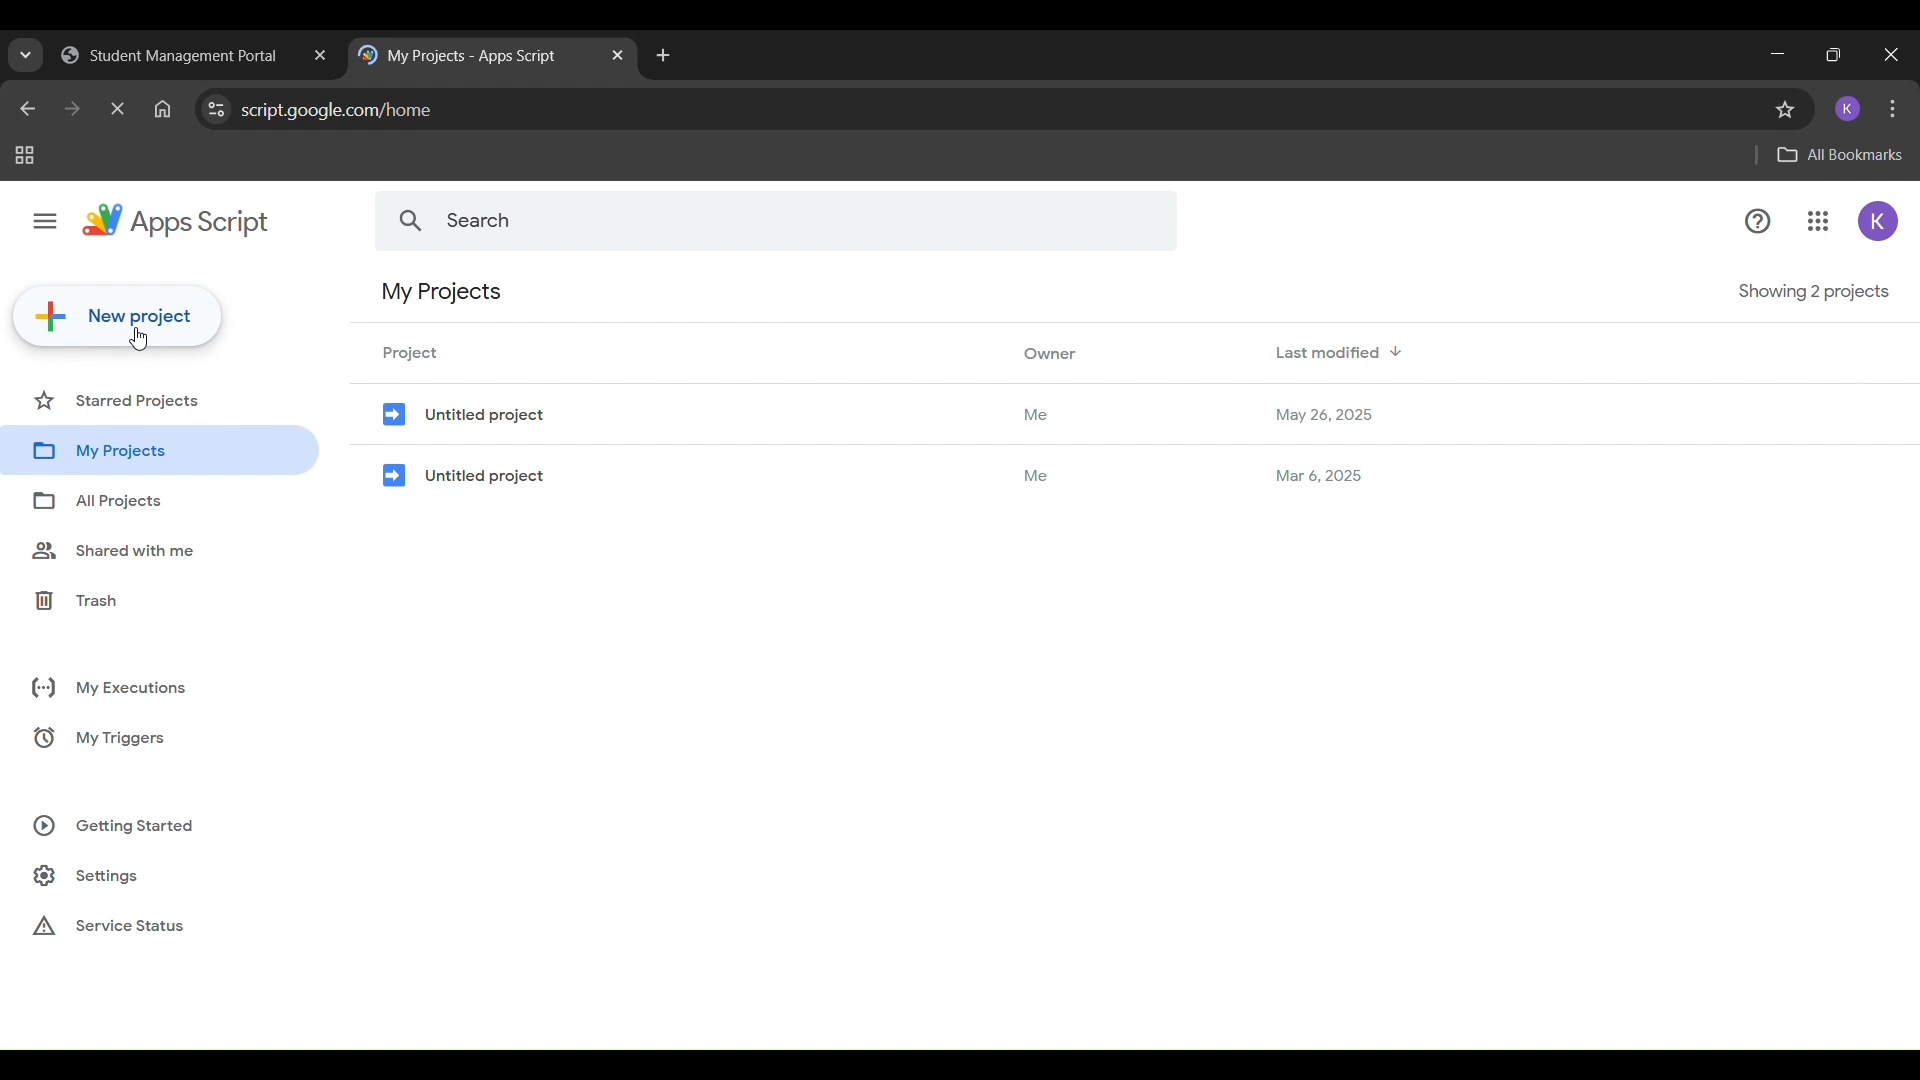 Student Management Portal
My Projects - Apps Script
script.google.com/home
K
All Bookmarks
Apps Script
Search
K
New project
My Projects
Showing 2 projects
Project Owner Last modified
Untitled project Me May 26, 2025
Untitled project Me Mar 6, 2025
Starred Projects
My Projects
All Projects
Shared with me
Trash
My Executions
My Triggers
Getting Started
Settings
Service Status